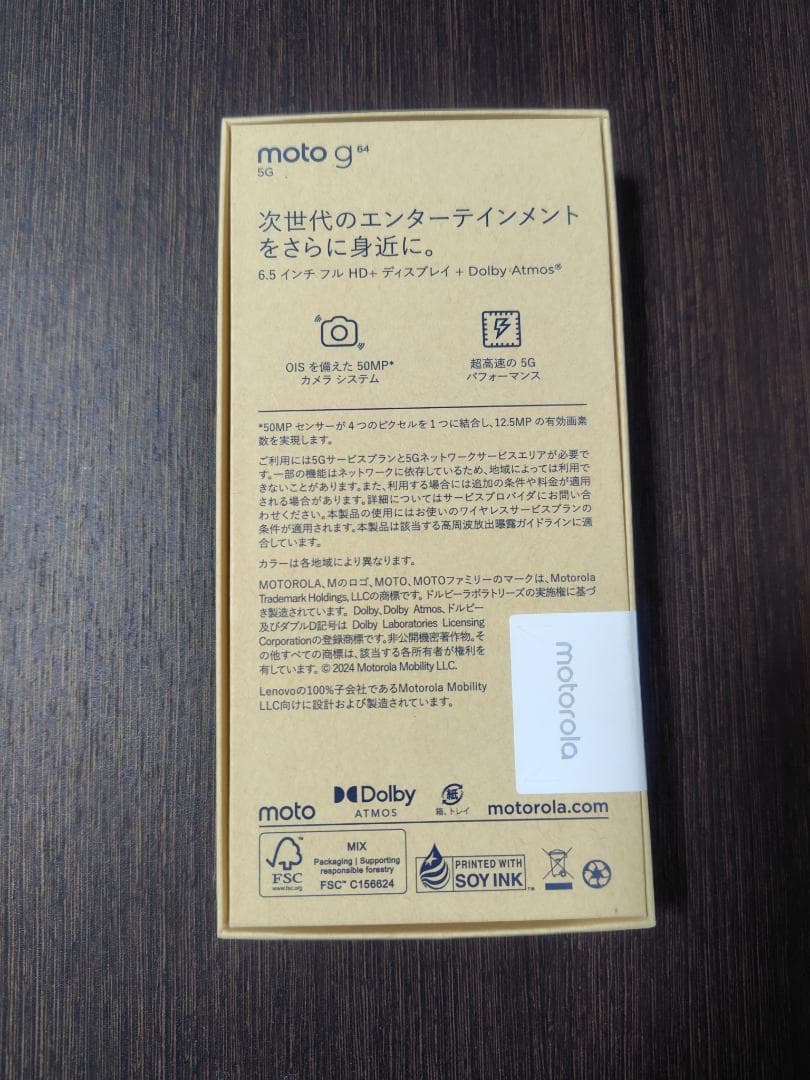 moto g 64
5G
次世代のエンターテインメント
をさらに身近に。
6.5 インチ フル HD+ ディスプレイ + Dolby Atmos®
OIS を備えた 50MP*
カメラ システム
超高速の 5G
パフォーマンス
*50MP センサーが 4 つのピクセルを 1 つに結合し、12.5MP の有効画素
数を実現します。
ご利用には5Gサービスプランと5Gネットワークサービスエリアが必要で
す。一部の機能はネットワークに依存しているため、地域によっては利用で
きないことがあります。また、利用する場合には追加の条件や料金が適用
される場合があります。詳細についてはサービスプロバイダにお問い合
わせください。本製品の使用にはお使いのワイヤレスサービスプランの
条件が適用されます。本製品は該当する高周波放出曝露ガイドラインに適
合しています。
カラーは各地域により異なります。
MOTOROLA、Mのロゴ、MOTO、MOTOファミリーのマークは、Motorola
Trademark Holdings, LLCの商標です。ドルビーラボラトリーズの実施権に基づ
き製造されています。Dolby、Dolby Atmos、ドルビー
及びダブルD記号は Dolby Laboratories Licensing
Corporationの登録商標です。非公開機密著作物。そ
の他すべての商標は、該当する各所有者が権利を
有しています。© 2024 Motorola Mobility LLC.
Lenovoの100%子会社であるMotorola Mobility
LLC向けに設計および製造されています。
motorola
moto
Dolby
ATMOS
紙
箱、トレイ
motorola.com
FSC
www.fsc.org
MIX
Packaging | Supporting
responsible forestry
FSC™ C156624
PRINTED WITH
SOY INK™